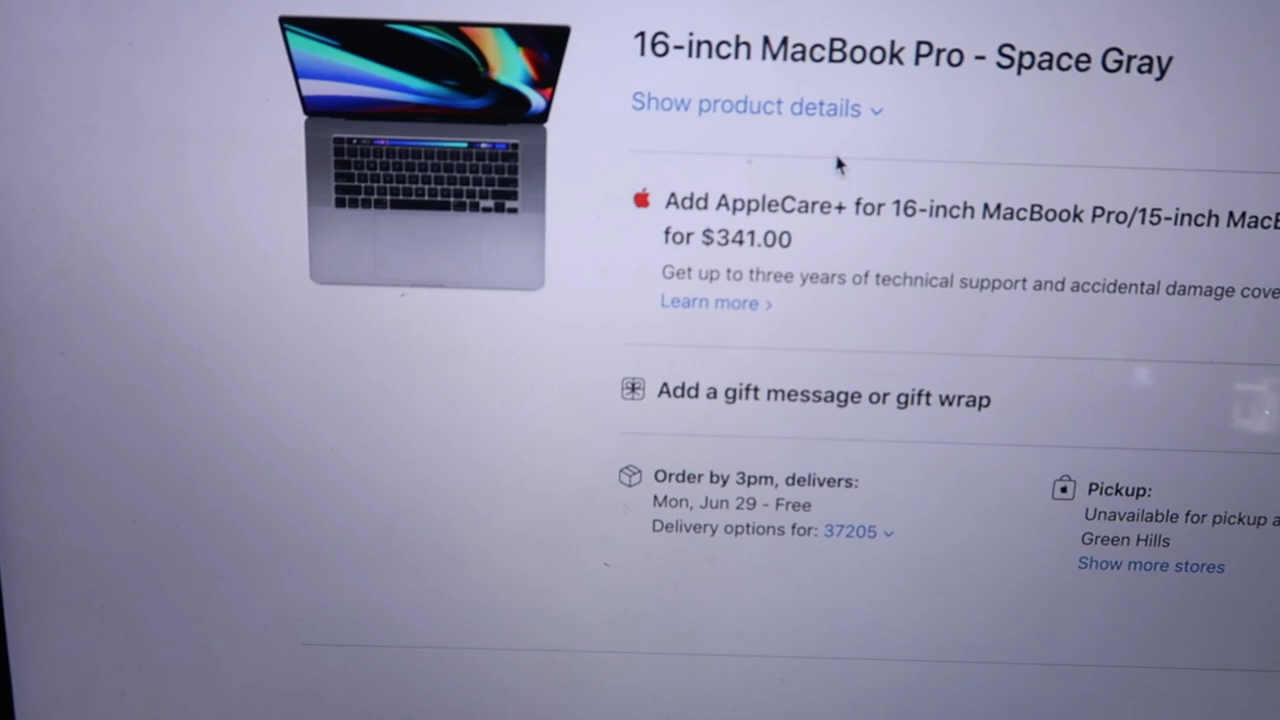 16-inch MacBook Pro - Space Gray
Show product details
Add AppleCare+ for 16-inch MacBook Pro/15-inch
for $341.00
Get up to three years of technical support and accidental damage
Learn more >
Add a gift message or gift wrap
Order by 3pm, delivers:
Mon, Jun 29 - Free
Delivery options for: 37205
Pickup:
Unavailable for pickup
Green Hills
Show more stores